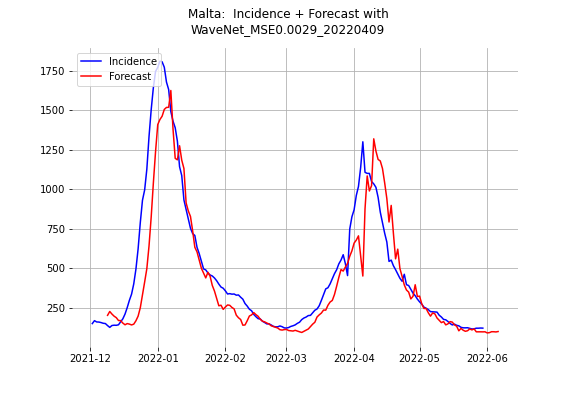 Malta:  Incidence + Forecast with
WaveNet_MSE0.0029_20220409
Incidence
Forecast
1750
1500
1250
1000
750
500
250
2021-12 2022-01 2022-02 2022-03 2022-04 2022-05 2022-06